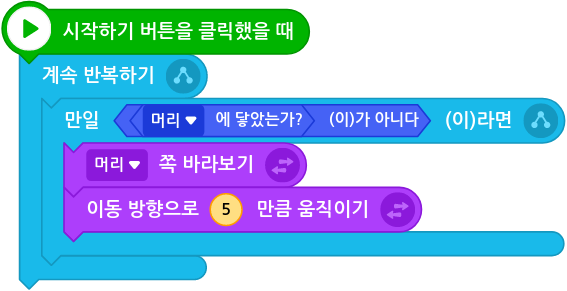 시작하기 버튼을 클릭했을 때
계속 반복하기
만일 머리 에 닿았는가? (이)가 아니다 (이)라면
머리 쪽 바라보기
이동 방향으로 5 만큼 움직이기